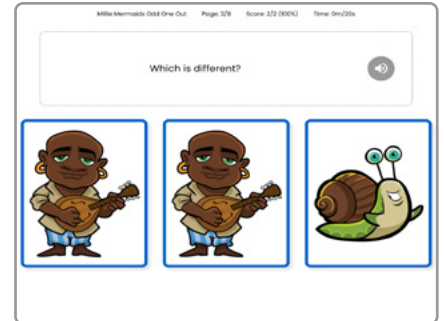 Millie Mermaids Odd One Out Page: 3/8 Score: 2/2 (100%) Time: 0m/20s
Which is different?